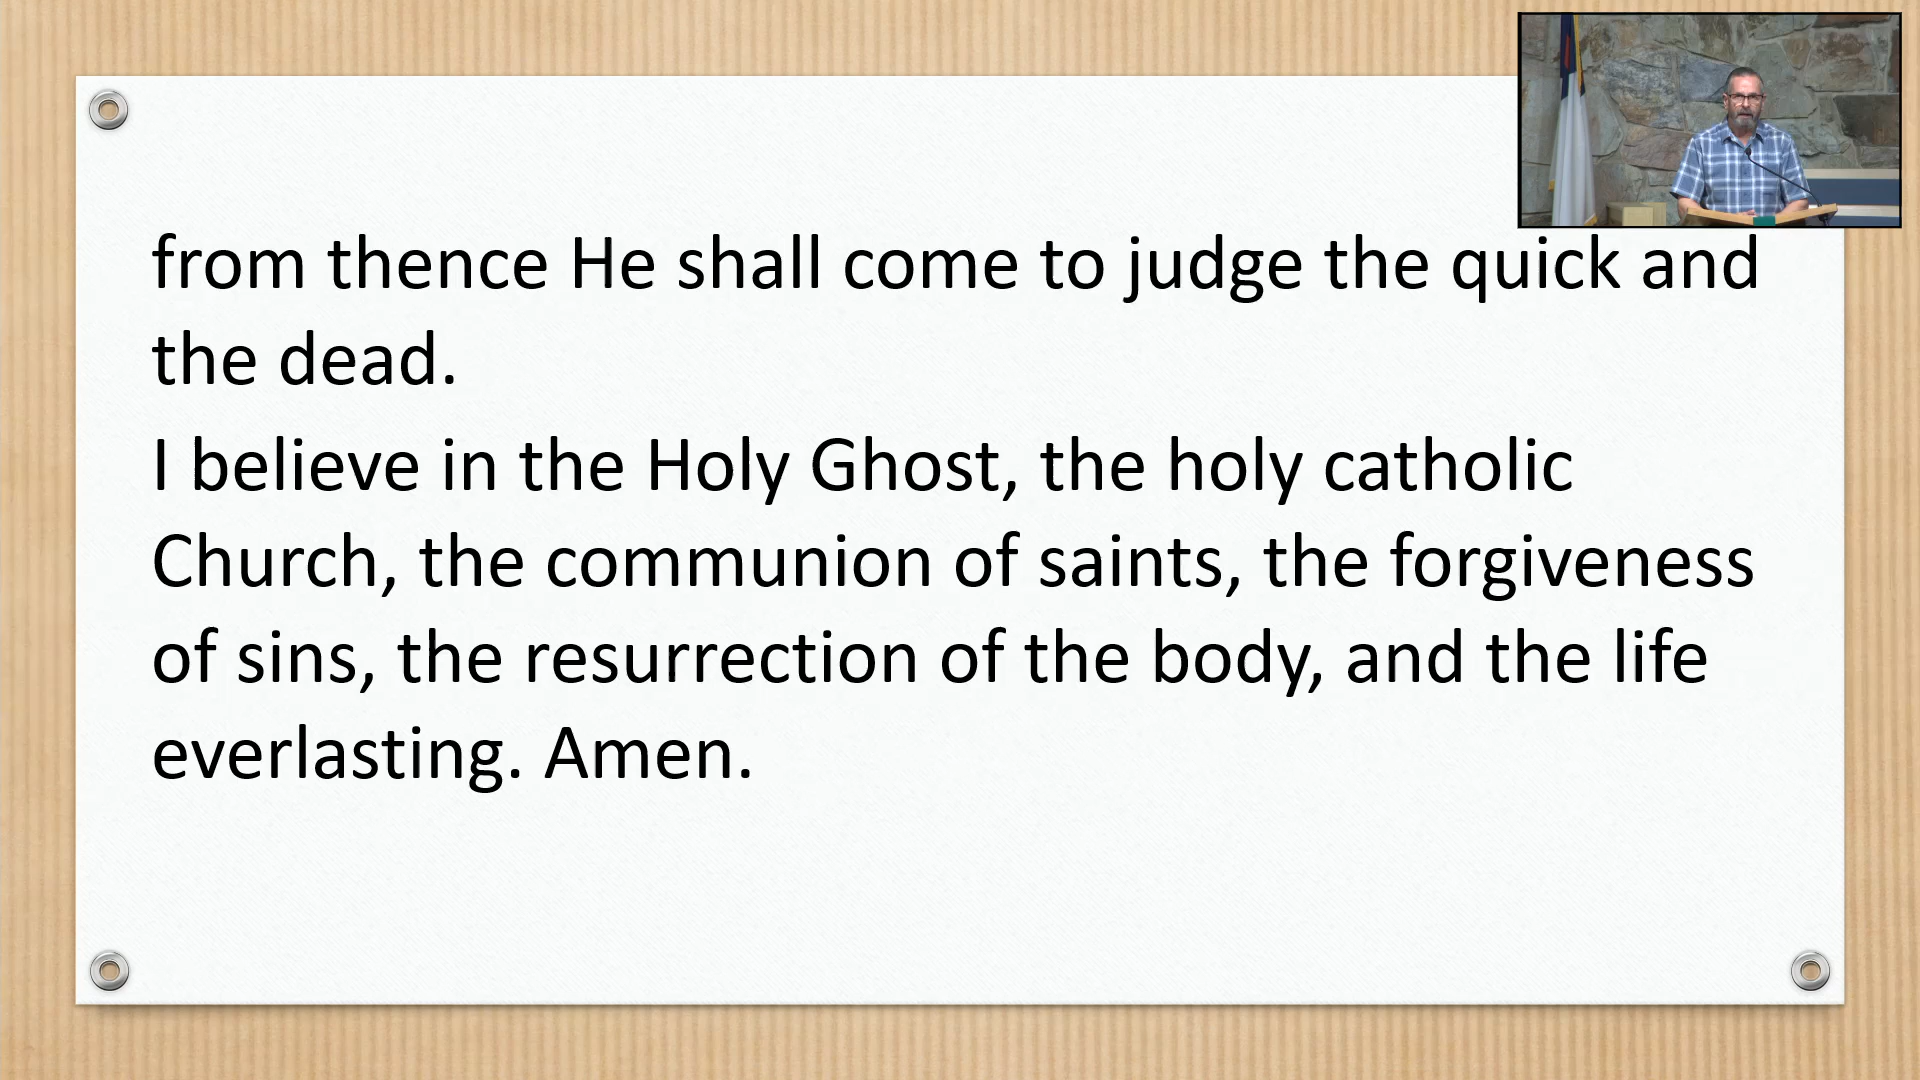 from thence He shall come to judge the quick and
the dead.
I believe in the Holy Ghost, the holy catholic
Church, the communion of saints, the forgiveness
of sins, the resurrection of the body, and the life
everlasting. Amen.